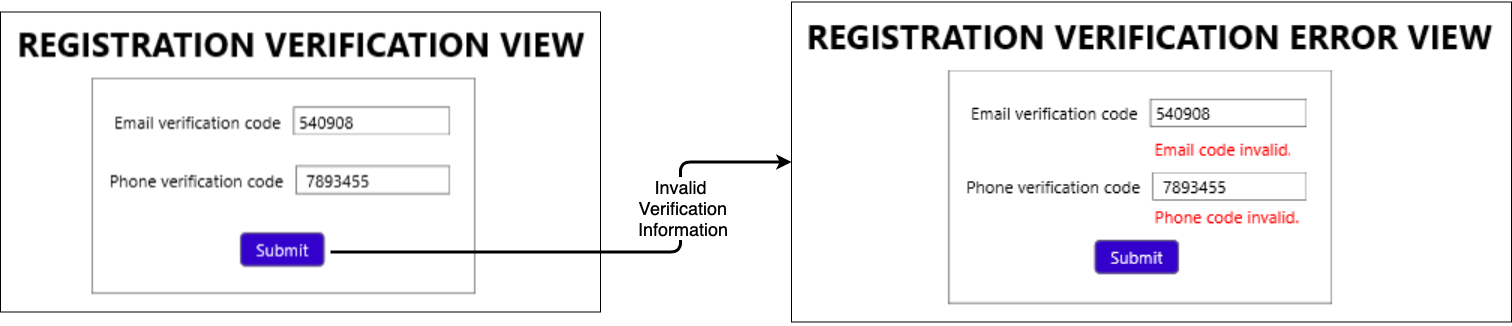 REGISTRATION VERIFICATION VIEW
Email verification code 540908
Phone verification code 7893455
Submit
Invalid
Verification
Information
REGISTRATION VERIFICATION ERROR VIEW
Email verification code 540908
Email code invalid.
Phone verification code 7893455
Phone code invalid.
Submit